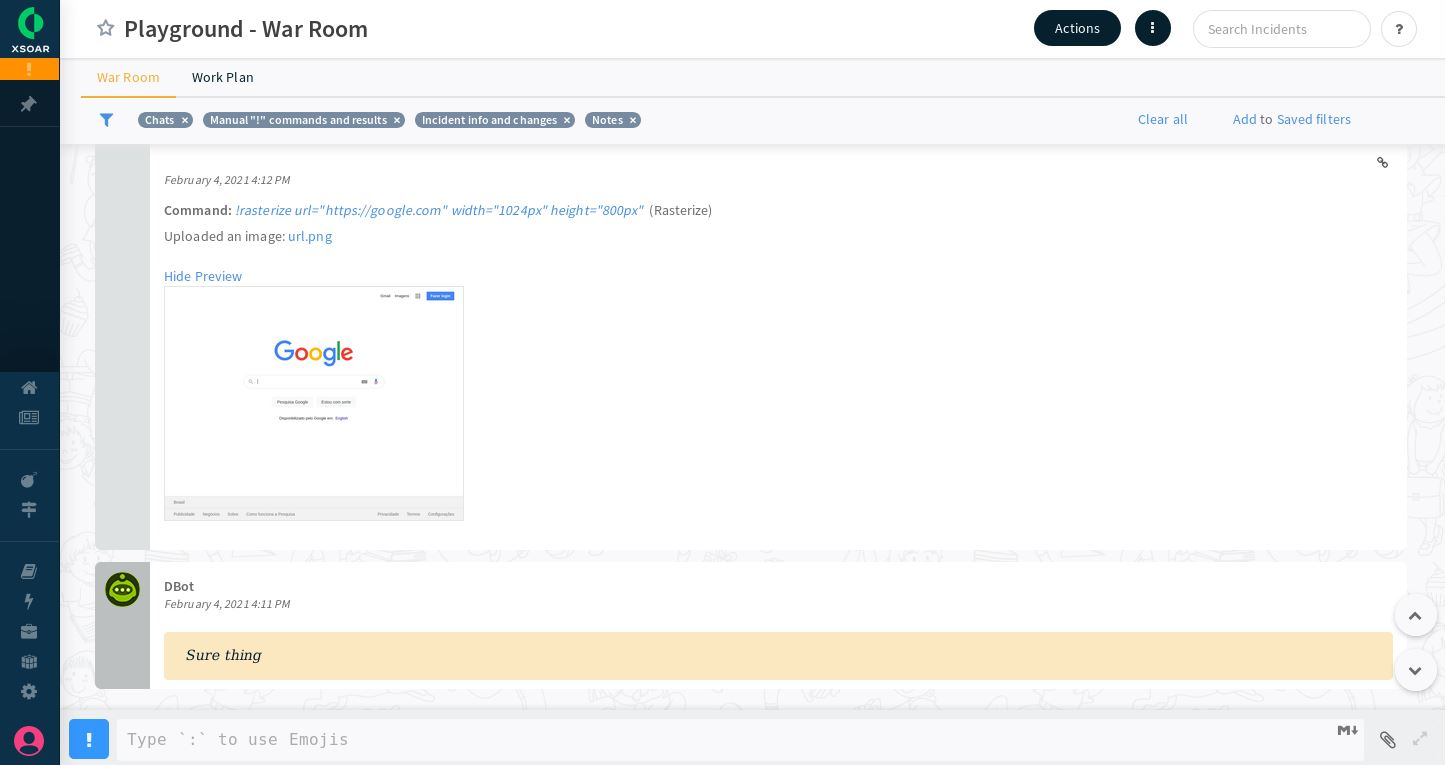 XSOAR
Playground - War Room
Actions
Search Incidents
?
War Room
Work Plan
Chats ×
Manual "!" commands and results ×
Incident info and changes ×
Notes ×
Clear all
Add to Saved filters
February 4, 2021 4:12 PM
Command: !rasterize url="https://google.com" width="1024px" height="800px" (Rasterize)
Uploaded an image: url.png
Hide Preview
Gmail Imagens Fazer login
Google
Pesquisa Google Estou com sorte
Disponibilizado pelo Google em: English
Brasil
Publicidade Negócios Sobre Como funciona a Pesquisa Privacidade Termos Configurações
DBot
February 4, 2021 4:11 PM
Sure thing
!
Type `:` to use Emojis
M